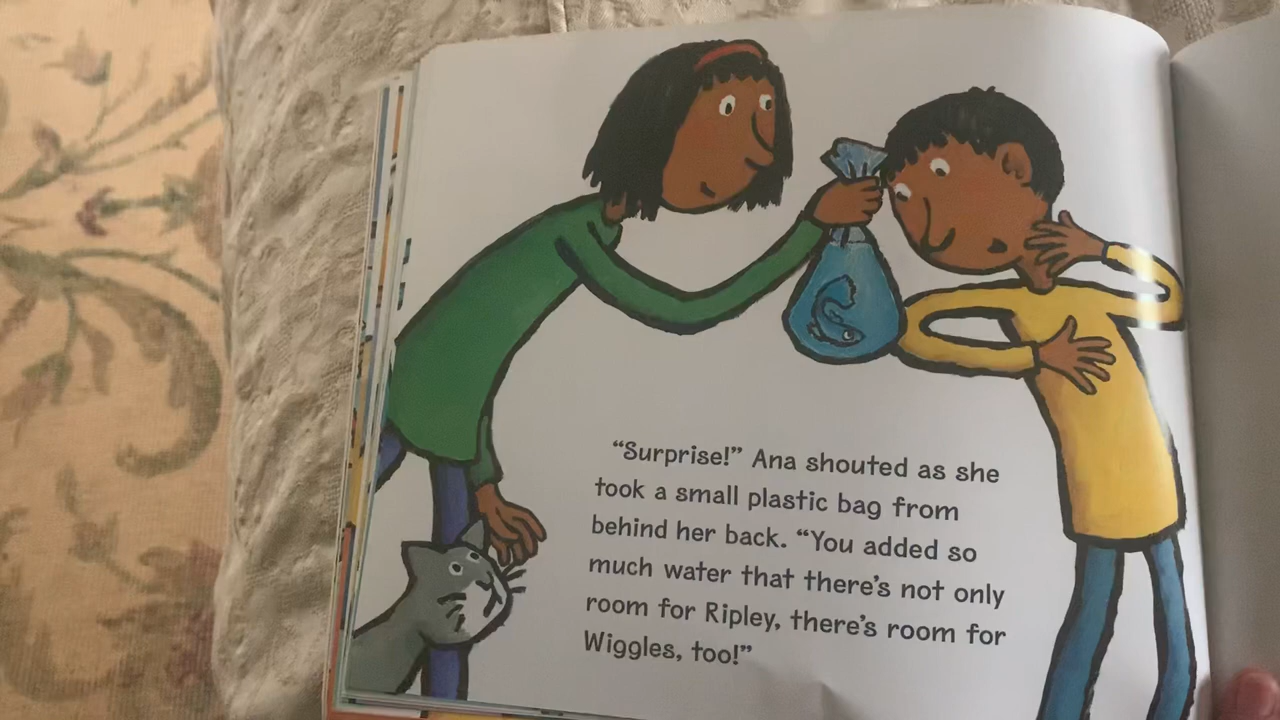 “Surprise!” Ana shouted as she
took a small plastic bag from
behind her back. “You added so
much water that there’s not only
room for Ripley, there’s room for
Wiggles, too!”